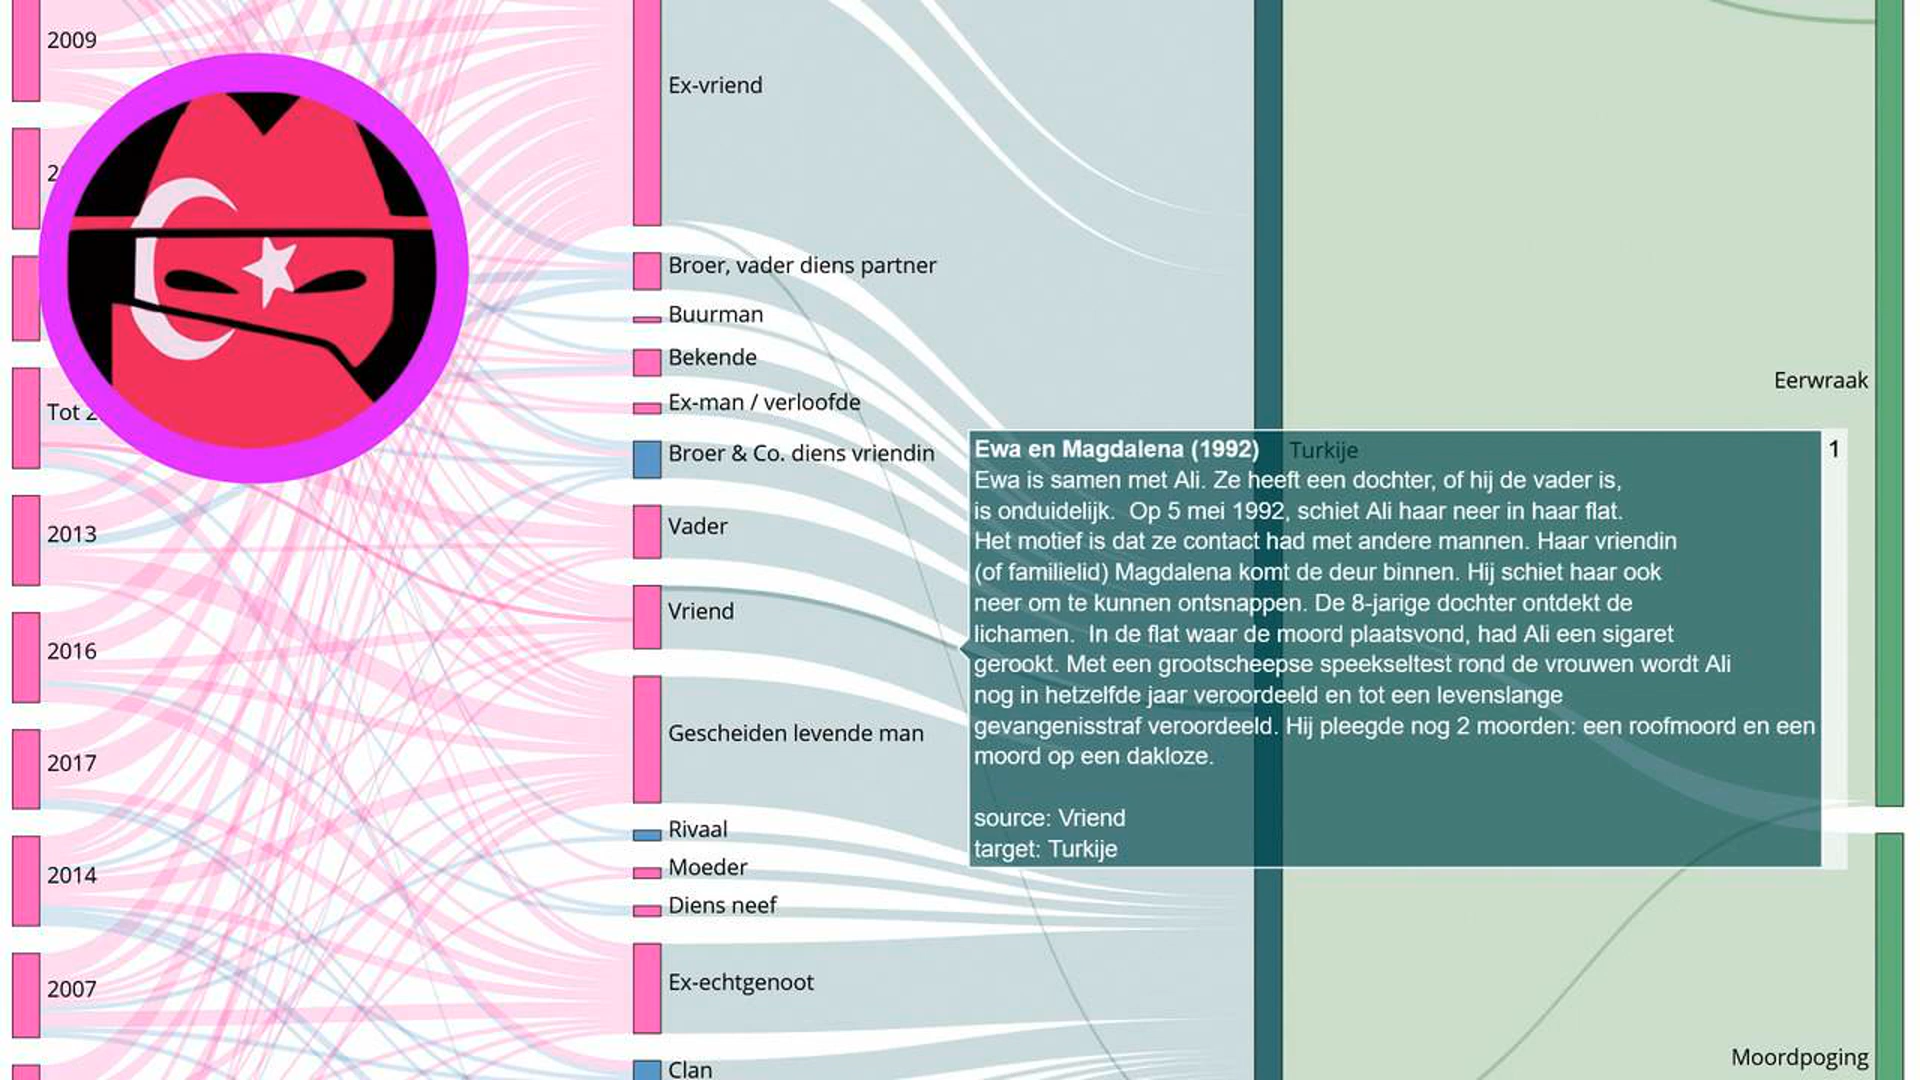 2009
Tot 2
2013
2016
2017
2014
2007
Ex-vriend
Broer, vader diens partner
Buurman
Bekende
Ex-man / verloofde
Broer & Co. diens vriendin
Vader
Vriend
Gescheiden levende man
Rivaal
Moeder
Diens neef
Ex-echtgenoot
Clan
Ewa en Magdalena (1992)
Ewa is samen met Ali. Ze heeft een dochter, of hij de vader is,
is onduidelijk.  Op 5 mei 1992, schiet Ali haar neer in haar flat.
Het motief is dat ze contact had met andere mannen. Haar vriendin
(of familielid) Magdalena komt de deur binnen. Hij schiet haar ook
neer om te kunnen ontsnappen. De 8-jarige dochter ontdekt de
lichamen.  In de flat waar de moord plaatsvond, had Ali een sigaret
gerookt. Met een grootscheepse speekseltest rond de vrouwen wordt Ali
nog in hetzelfde jaar veroordeeld en tot een levenslange
gevangenisstraf veroordeeld. Hij pleegde nog 2 moorden: een roofmoord en een
moord op een dakloze.
source: Vriend
target: Turkije
Turkije
1
Eerwraak
Moordpoging